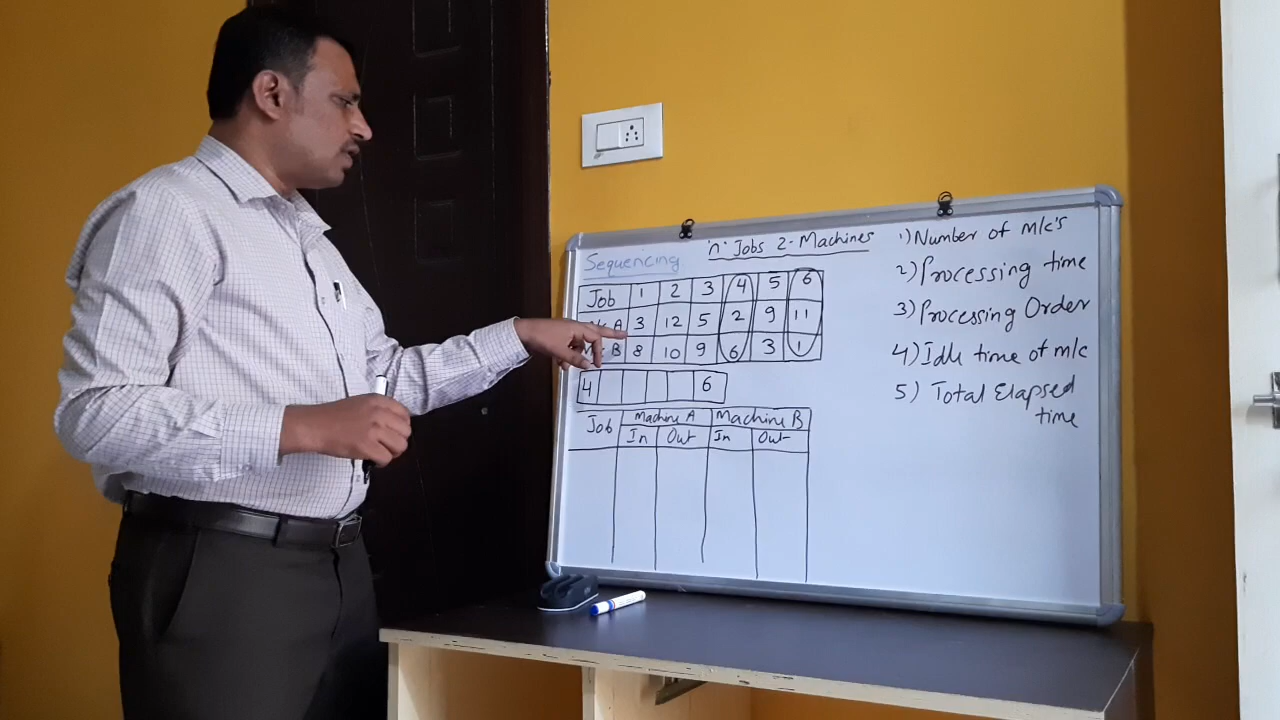 Sequencing 'n' Jobs 2-Machines
Job 1 2 3 4 5 6
A 3 12 5 2 9 11
B 8 10 9 6 3 1
4 6
Job Machine A Machine B
In Out In Out
1) Number of m/c's
2) Processing time
3) Processing Order
4) Idle time of m/c
5) Total Elapsed
time